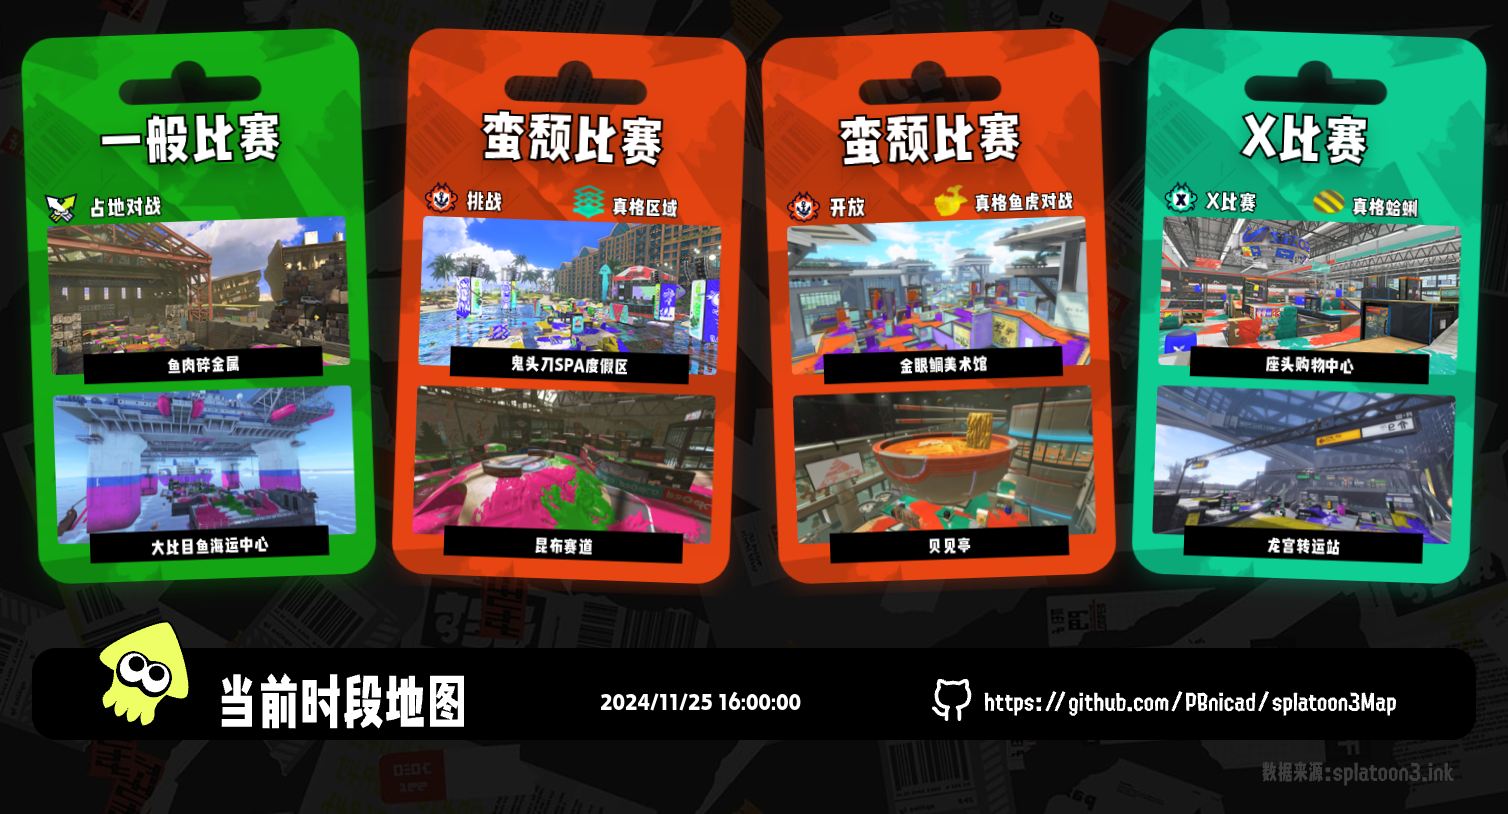 一般比赛
占地对战
鱼肉碎金属
大比目鱼海运中心
蛮颓比赛
挑战
真格区域
鬼头刀SPA度假区
昆布赛道
蛮颓比赛
开放
真格鱼虎对战
金眼鲷美术馆
贝见亭
X比赛
X比赛
真格蛤蜊
座头购物中心
龙宫转运站
当前时段地图
2024/11/25 16:00:00
https://github.com/PBnicad/splatoon3Map
数据来源:splatoon3.ink